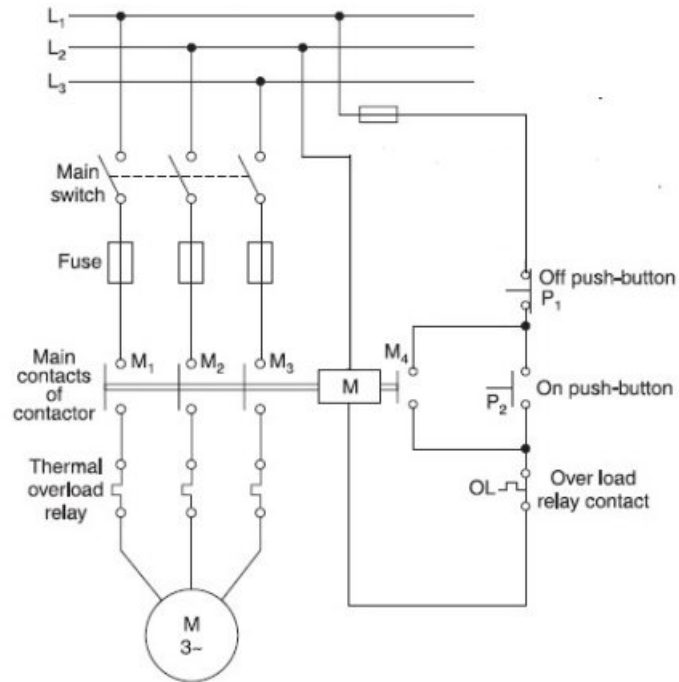 L₁
L₂
L₃
Main
switch
Fuse
Off push-button
P₁
Main
contacts
of
contactor
M₁
M₂
M₃
M
M₄
On push-button
P₂
Thermal
overload
relay
OL
Over load
relay contact
M
3~